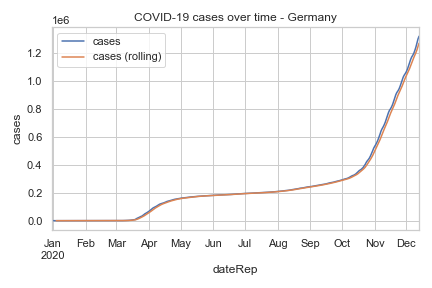 COVID-19 cases over time - Germany
1e6
cases
cases (rolling)
cases
1.2
1.0
0.8
0.6
0.4
0.2
0.0
Jan Feb Mar Apr May Jun Jul Aug Sep Oct Nov Dec
2020
dateRep